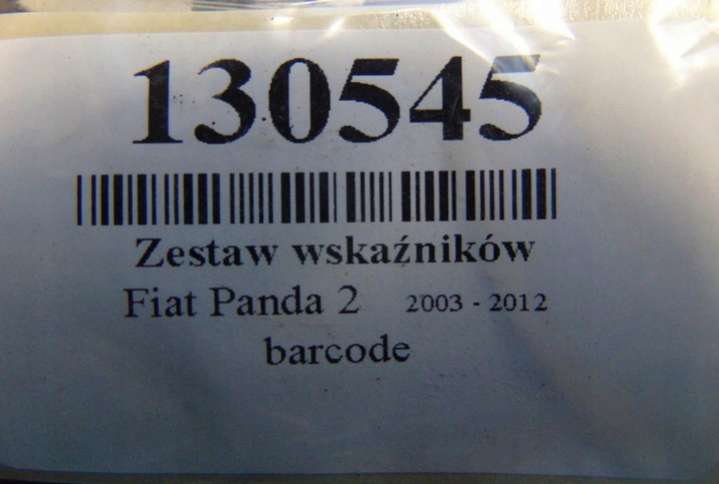 130545
Zestaw wskaźników
Fiat Panda 2 2003 - 2012
barcode